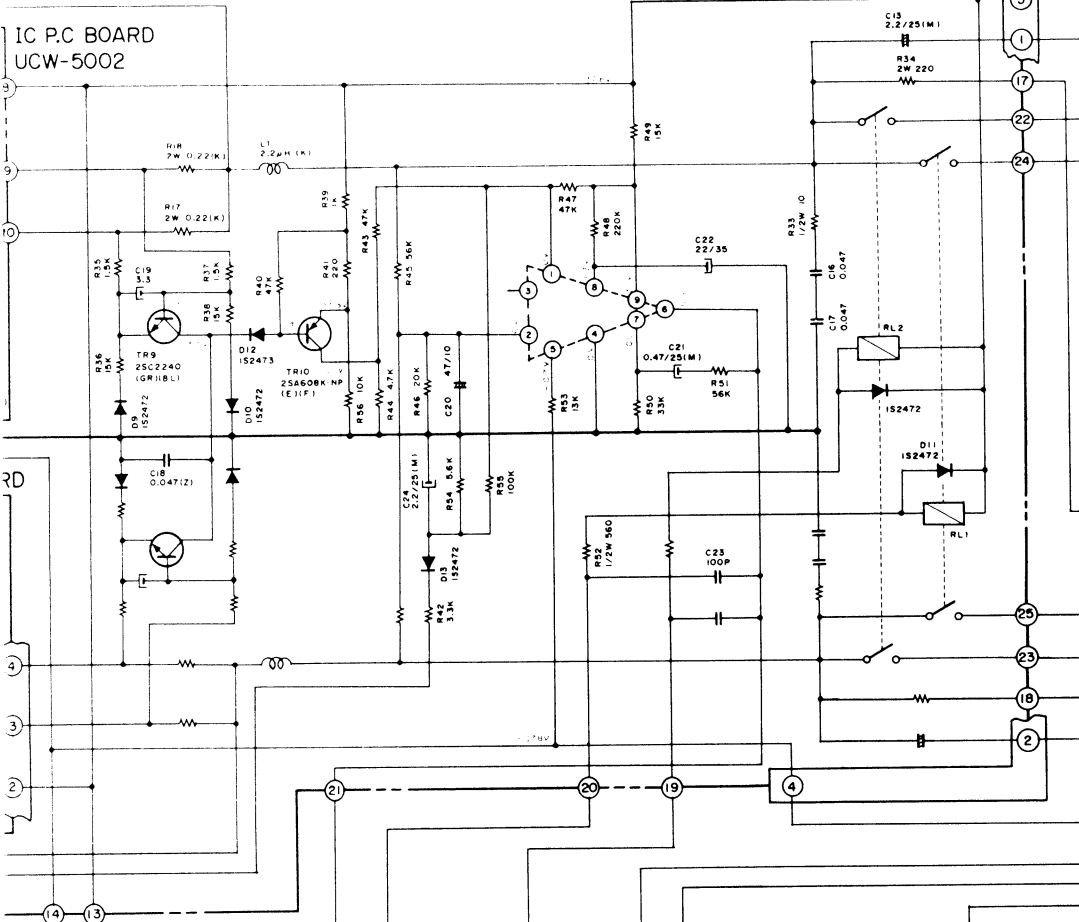 IC P.C BOARD
UCW-5002
C13
2.2/25(M)
1
R34
2W 220
17
22
24
R18
2W 0.22(K)
L1
2.2μH (K)
R17
2W 0.22(K)
9
10
R35
1.5K
C19
3.3
R37
1.5K
R38
15K
R40
47K
R39
1K
R41
220
R43 47K
R45 56K
R47
47K
R48
220K
R49
15K
C22
22/35
R33
1/2W 10
C16
0.047
C17
0.047
1
3
8
9
6
7
2
4
5
R36
15K
TR9
2SC2240
(GR)(BL)
D12
1S2473
TR10
2SA608K-NP
(E)(F)
C21
0.47/25(M)
R51
56K
RL2
1S2472
D9
1S2472
D10
1S2472
R56 10K
R44 4.7K
R46 20K
C20 47/10
R53
13K
R50
33K
D11
1S2472
RL1
C18
0.047(Z)
RD
C24
2.2/25(M)
R54 5.6K
R55
100K
D13
1S2472
R42
3.3K
R52
1/2W 560
C23
100P
25
23
18
2
4
3
2
21
20
19
4
14
13